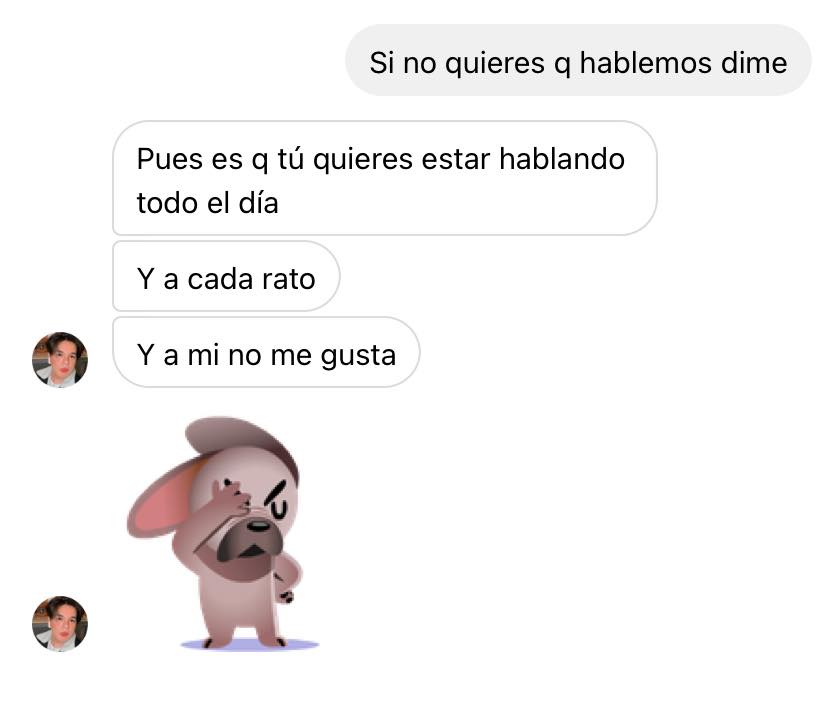 Si no quieres q hablemos dime
Pues es q tú quieres estar hablando
todo el día
Y a cada rato
Y a mi no me gusta